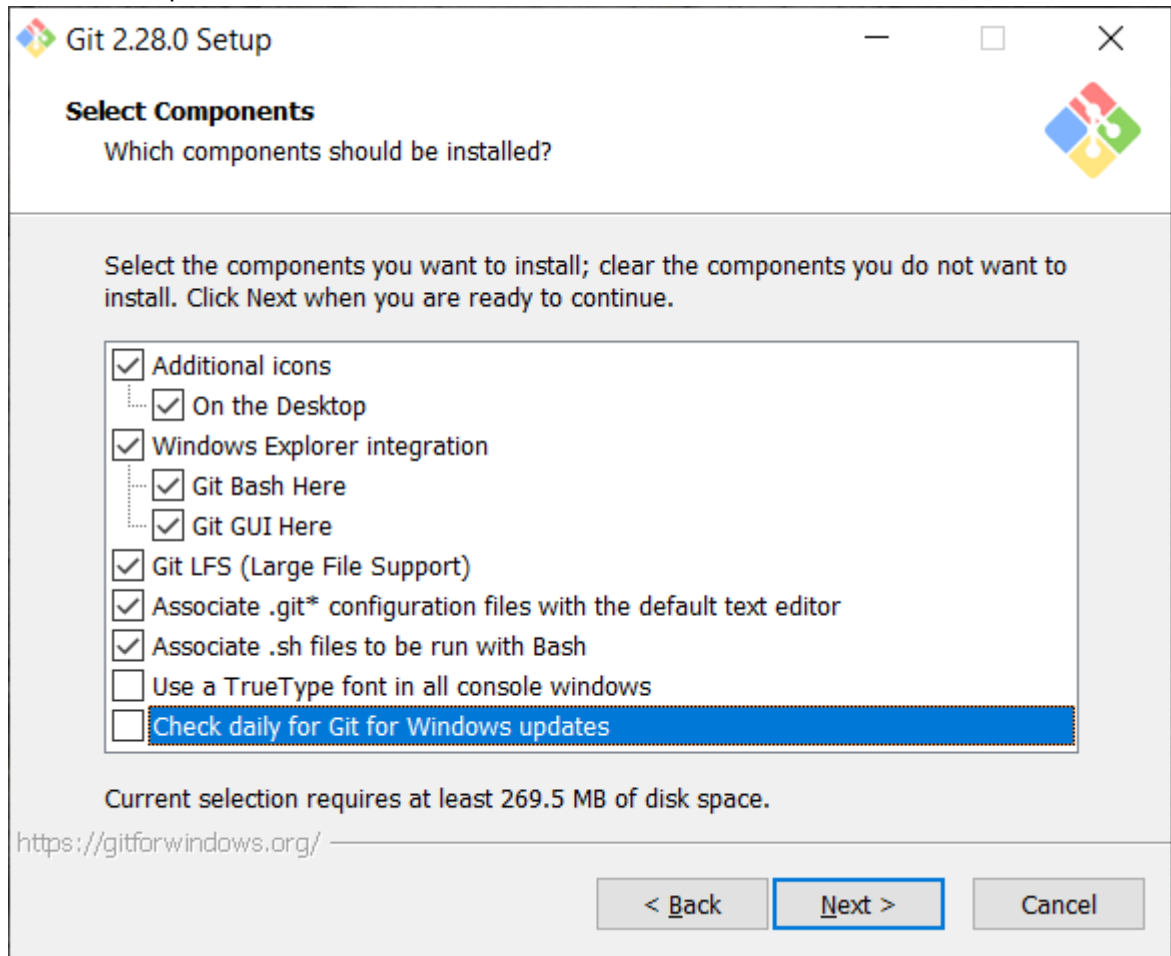 Git 2.28.0 Setup
Select Components
Which components should be installed?
Select the components you want to install; clear the components you do not want to
install. Click Next when you are ready to continue.
Additional icons
On the Desktop
Windows Explorer integration
Git Bash Here
Git GUI Here
Git LFS (Large File Support)
Associate .git* configuration files with the default text editor
Associate .sh files to be run with Bash
Use a TrueType font in all console windows
Check daily for Git for Windows updates
Current selection requires at least 269.5 MB of disk space.
https://gitforwindows.org/
< Back
Next >
Cancel